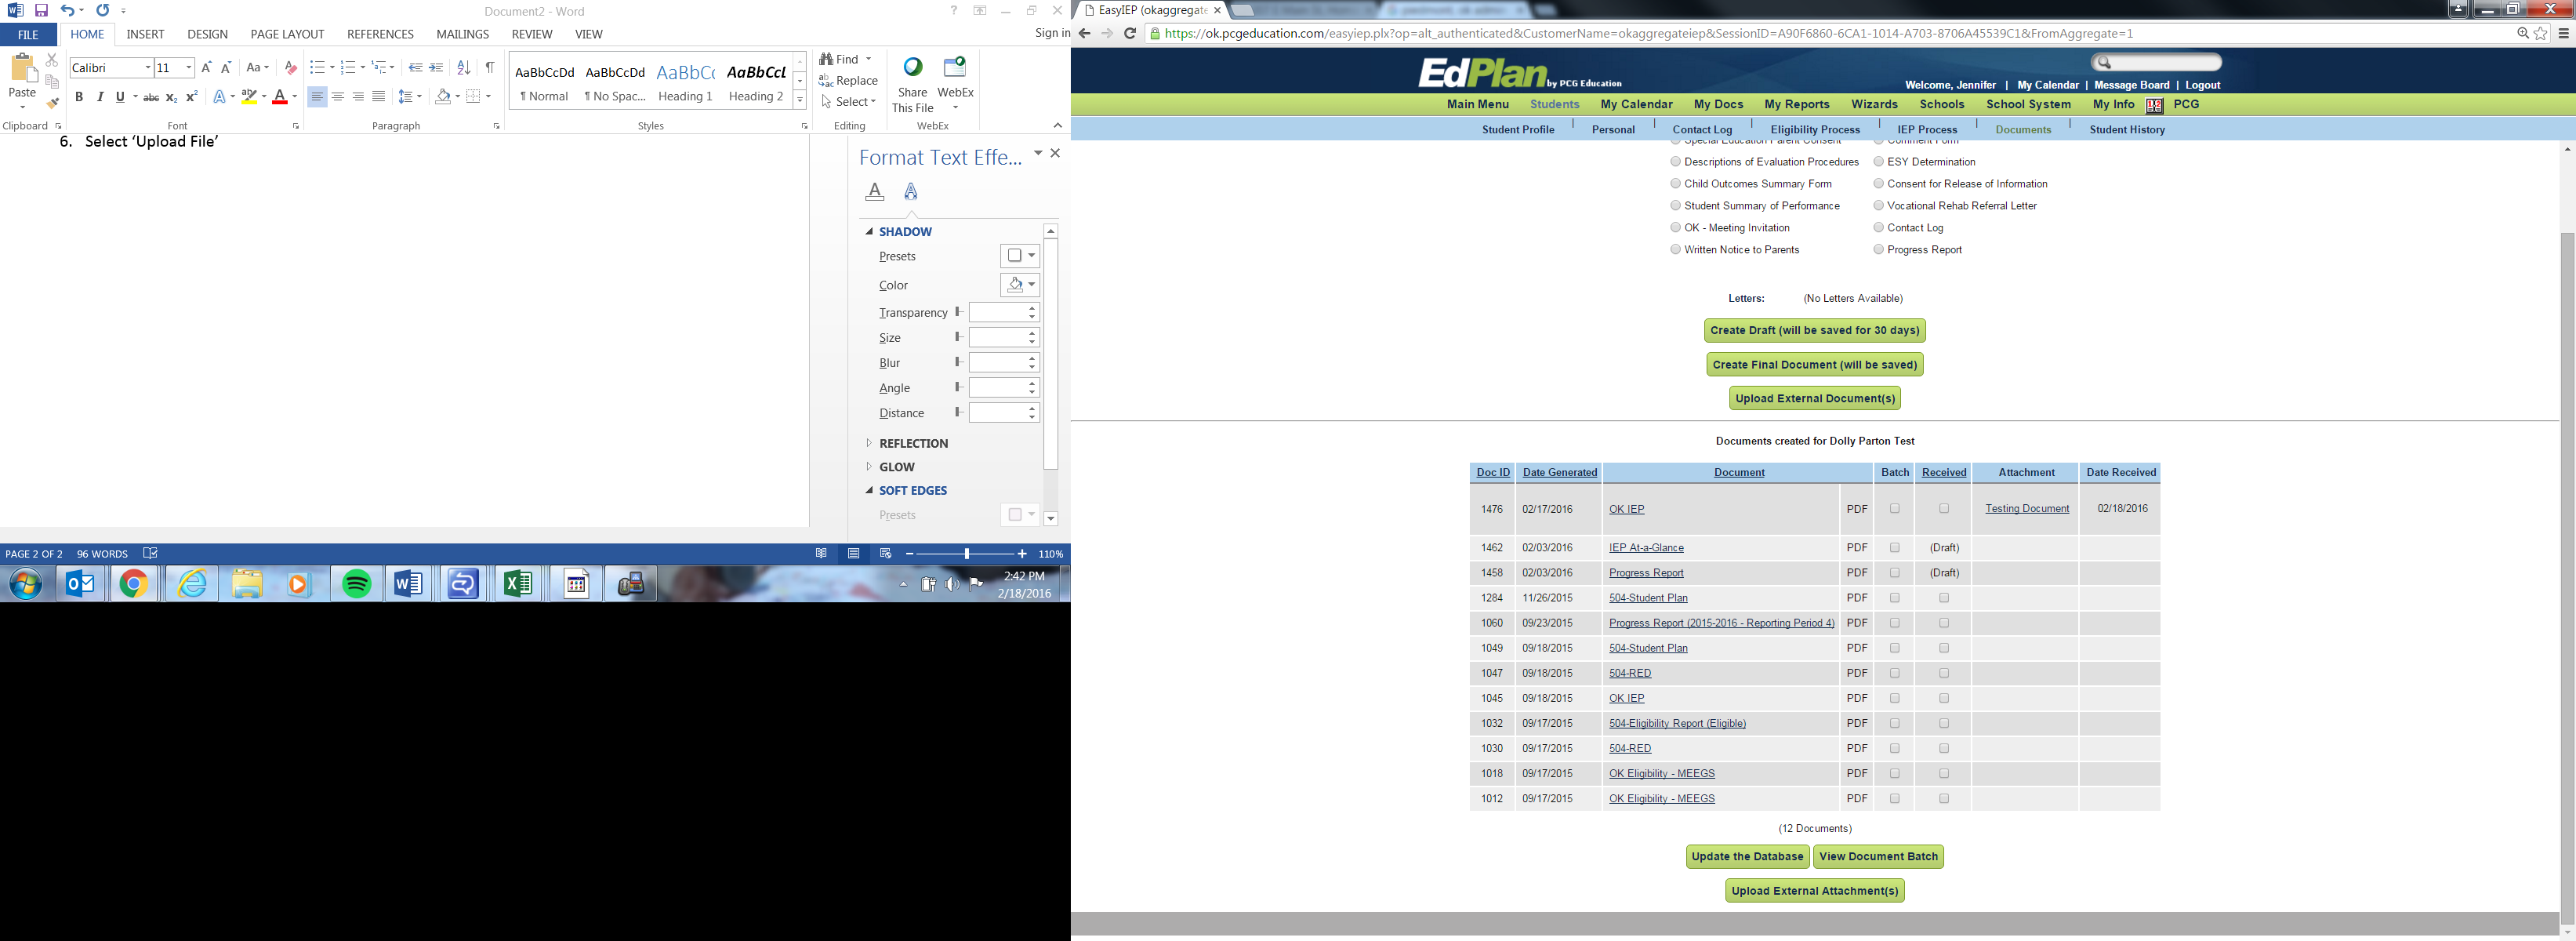 Document2 - Word
FILE HOME INSERT DESIGN PAGE LAYOUT REFERENCES MAILINGS REVIEW VIEW Sign in
Paste
Calibri 11
AaBbCcDd AaBbCcDd AaBbC AaBbCcl
¶ Normal ¶ No Spac... Heading 1 Heading 2
Find
Replace
Select
Share This File
WebEx
Clipboard Font Paragraph Styles Editing WebEx
6. Select ‘Upload File’
Format Text Effe...
SHADOW
Presets
Color
Transparency
Size
Blur
Angle
Distance
REFLECTION
GLOW
SOFT EDGES
Presets
PAGE 2 OF 2 96 WORDS 110%
2:42 PM
2/18/2016
EasyIEP (okaggregate
https://ok.pcgeducation.com/easyiep.plx?op=alt_authenticated&CustomerName=okaggregateiep&SessionID=A90F6860-6CA1-1014-A703-8706A45539C1&FromAggregate=1
EdPlan by PCG Education
Welcome, Jennifer | My Calendar | Message Board | Logout
Main Menu Students My Calendar My Docs My Reports Wizards Schools School System My Info PCG
Student Profile | Personal | Contact Log | Eligibility Process | IEP Process | Documents | Student History
Special Education Parent Consent Comment Form
Descriptions of Evaluation Procedures ESY Determination
Child Outcomes Summary Form Consent for Release of Information
Student Summary of Performance Vocational Rehab Referral Letter
OK - Meeting Invitation Contact Log
Written Notice to Parents Progress Report
Letters: (No Letters Available)
Create Draft (will be saved for 30 days)
Create Final Document (will be saved)
Upload External Document(s)
Documents created for Dolly Parton Test
Doc ID Date Generated Document Batch Received Attachment Date Received
1476 02/17/2016 OK IEP PDF Testing Document 02/18/2016
1462 02/03/2016 IEP At-a-Glance PDF (Draft)
1458 02/03/2016 Progress Report PDF (Draft)
1284 11/26/2015 504-Student Plan PDF
1060 09/23/2015 Progress Report (2015-2016 - Reporting Period 4) PDF
1049 09/18/2015 504-Student Plan PDF
1047 09/18/2015 504-RED PDF
1045 09/18/2015 OK IEP PDF
1032 09/17/2015 504-Eligibility Report (Eligible) PDF
1030 09/17/2015 504-RED PDF
1018 09/17/2015 OK Eligibility - MEEGS PDF
1012 09/17/2015 OK Eligibility - MEEGS PDF
(12 Documents)
Update the Database View Document Batch
Upload External Attachment(s)